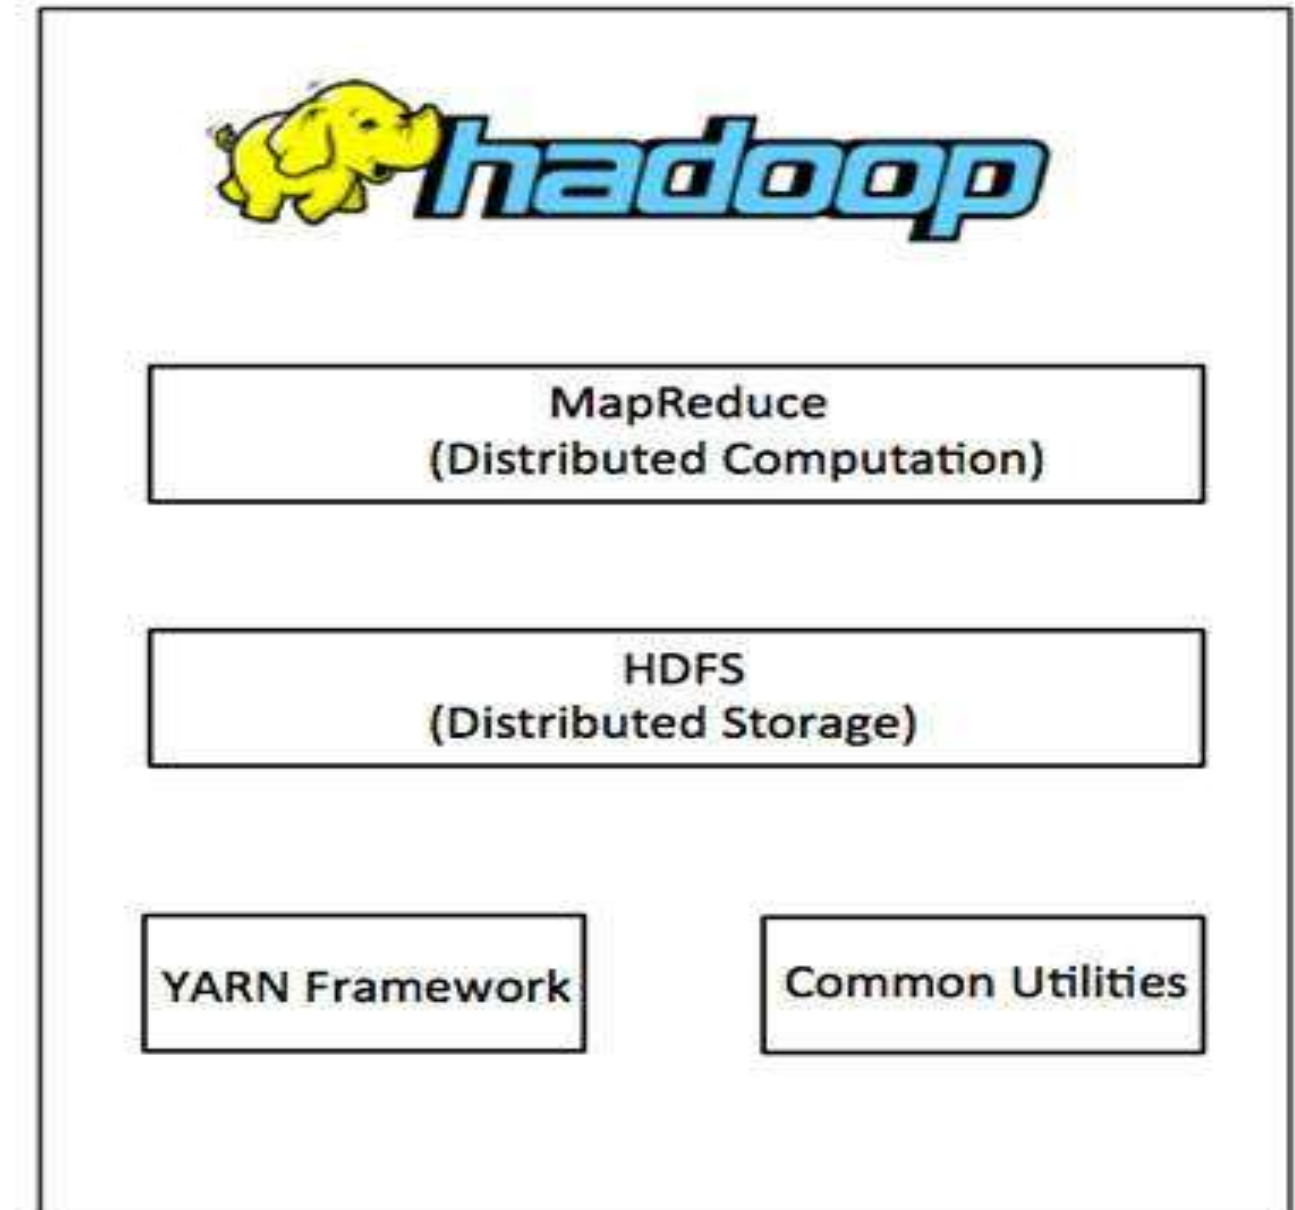 hadoop
MapReduce
(Distributed Computation)
HDFS
(Distributed Storage)
YARN Framework
Common Utilities